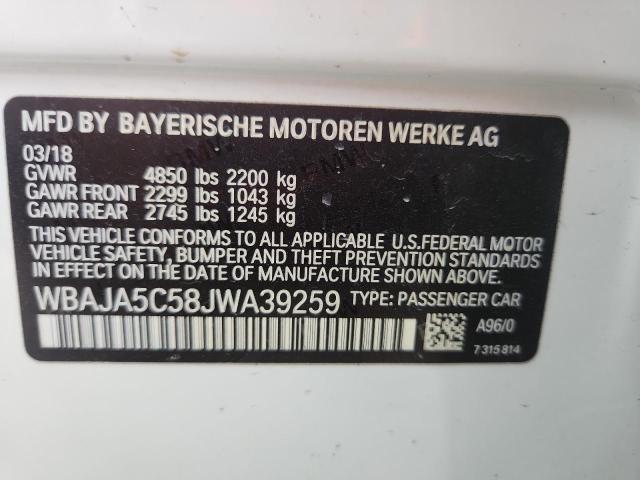 MFD BY BAYERISCHE MOTOREN WERKE AG
03/18
GVWR 4850 lbs 2200 kg
GAWR FRONT 2299 lbs 1043 kg
GAWR REAR 2745 lbs 1245 kg
THIS VEHICLE CONFORMS TO ALL APPLICABLE U.S.FEDERAL MOTOR
VEHICLE SAFETY, BUMPER AND THEFT PREVENTION STANDARDS
IN EFFECT ON THE DATE OF MANUFACTURE SHOWN ABOVE.
WBAJA5C58JWA39259 TYPE: PASSENGER CAR
A96/0
7 315 814